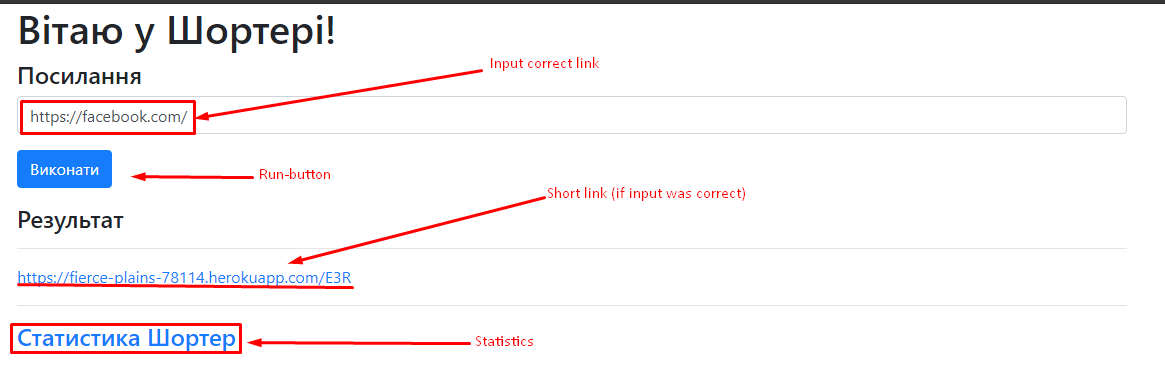 Вітаю у Шортері!
Посилання
Input correct link
https://facebook.com/
Виконати
Run-button
Short link (if input was correct)
Результат
https://fierce-plains-78114.herokuapp.com/E3R
Статистика Шортер
Statistics